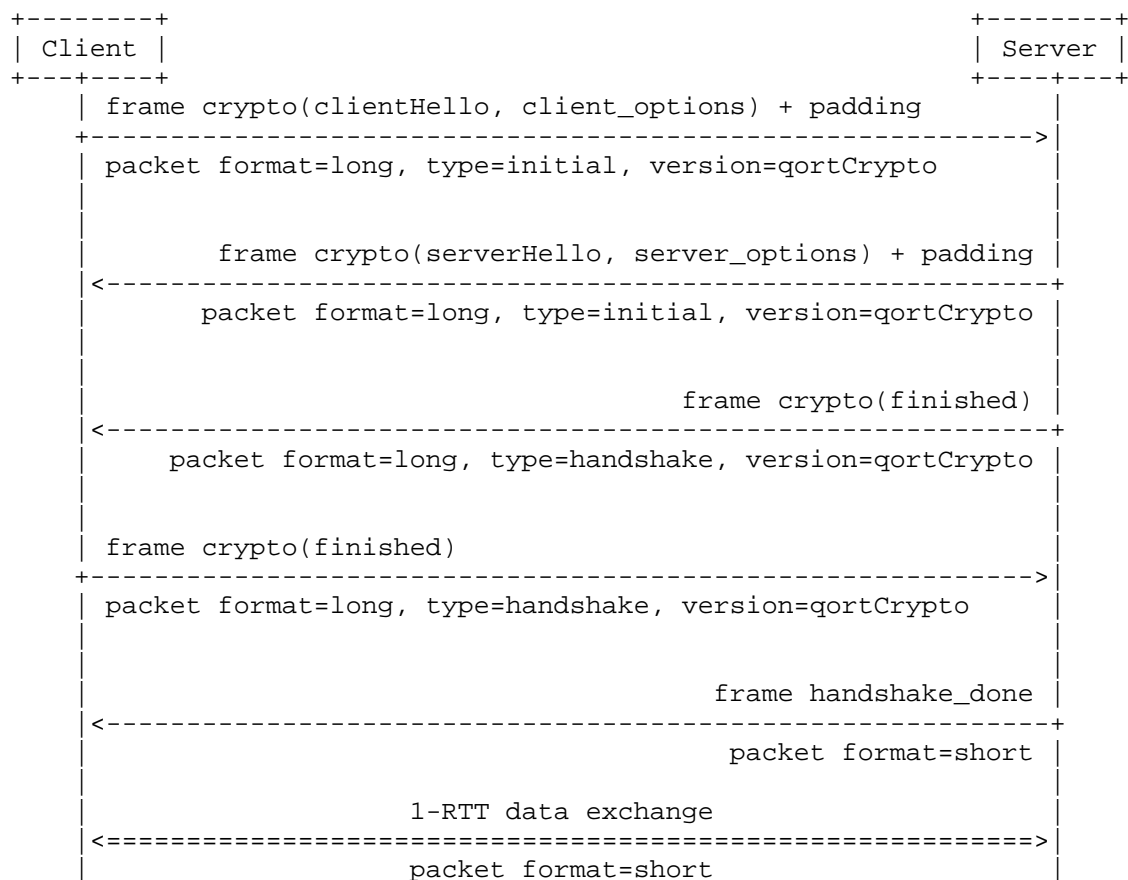 Client Server
frame crypto(clientHello, client_options) + padding
packet format=long, type=initial, version=qortCrypto
frame crypto(serverHello, server_options) + padding
packet format=long, type=initial, version=qortCrypto
frame crypto(finished)
packet format=long, type=handshake, version=qortCrypto
frame crypto(finished)
packet format=long, type=handshake, version=qortCrypto
frame handshake_done
packet format=short
1-RTT data exchange
packet format=short